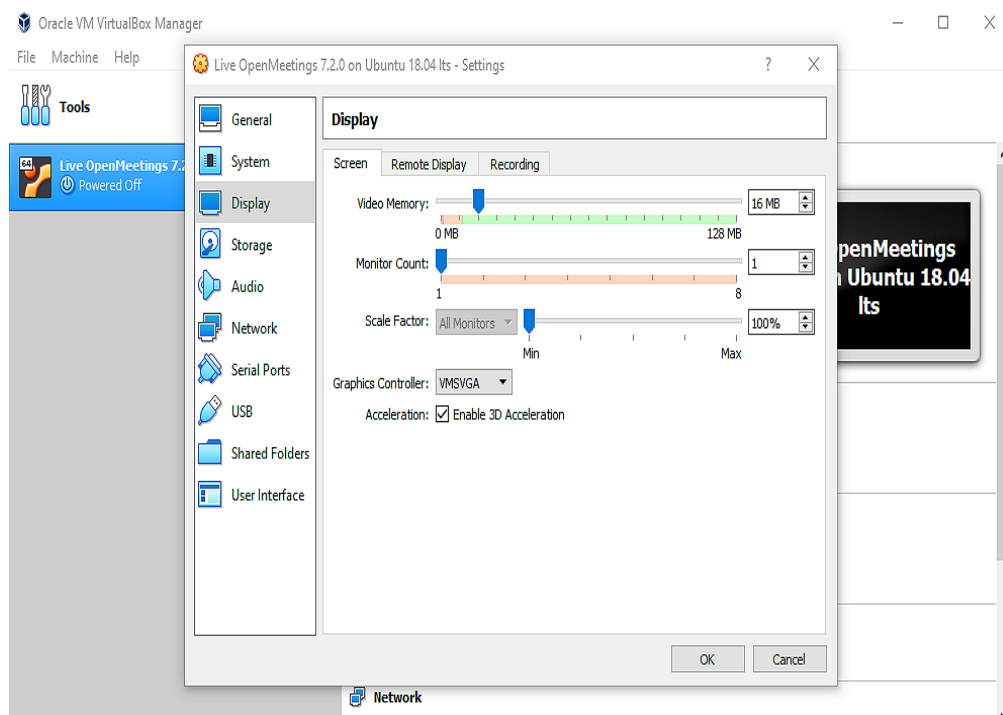 Oracle VM VirtualBox Manager
File Machine Help
Tools
64
Live OpenMeetings 7.2
Powered Off
Live OpenMeetings 7.2.0 on Ubuntu 18.04 lts - Settings
?
General
System
Display
Storage
Audio
Network
Serial Ports
USB
Shared Folders
User Interface
Display
Screen Remote Display Recording
Video Memory: 16 MB
0 MB 128 MB
Monitor Count: 1
1 8
Scale Factor: All Monitors 100%
Min Max
Graphics Controller: VMSVGA
Acceleration: Enable 3D Acceleration
OK Cancel
penMeetings
Ubuntu 18.04
lts
Network